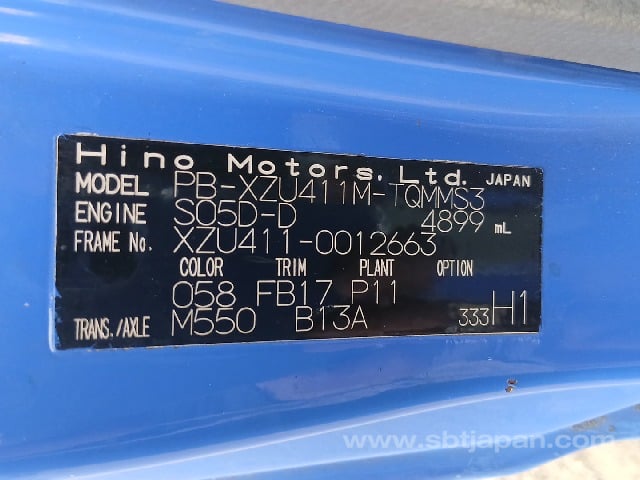 Hino Motors, Ltd. JAPAN
MODEL PB-XZU411M-TQMMS3
ENGINE S05D-D 4899 mL
FRAME No. XZU411-0012663
COLOR TRIM PLANT OPTION
058 FB17 P11
TRANS./AXLE M550 B13A 333 H1
www.sbtjapan.com